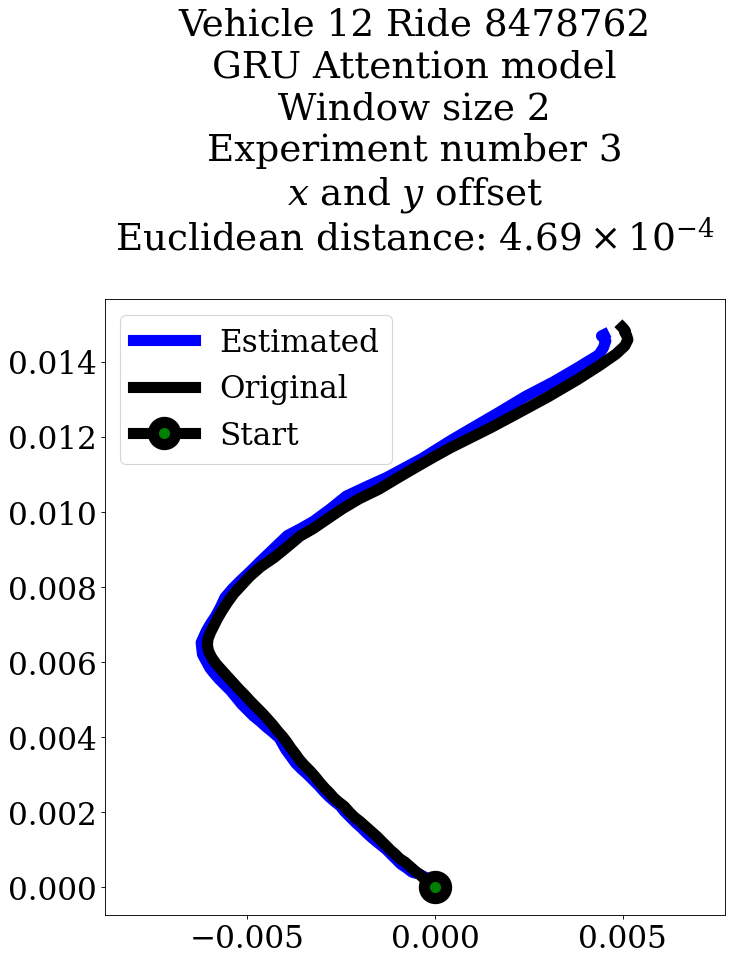 Vehicle 12 Ride 8478762
GRU Attention model
Window size 2
Experiment number 3
x and y offset
Euclidean distance: 4.69 × 10⁻⁴
Estimated
Original
Start
0.014
0.012
0.010
0.008
0.006
0.004
0.002
0.000
−0.005 0.000 0.005